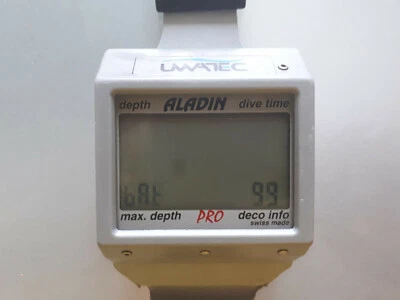 UWATEC
depth ALADIN dive time
bAt 99
max. depth PRO deco info
swiss made